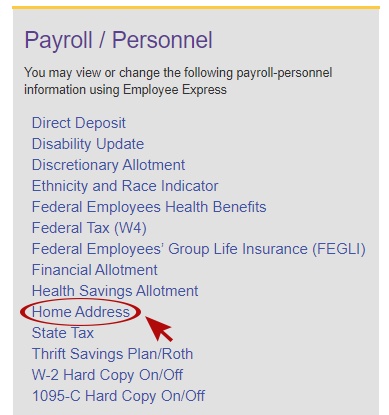 Payroll / Personnel
You may view or change the following payroll-personnel
information using Employee Express
Direct Deposit
Disability Update
Discretionary Allotment
Ethnicity and Race Indicator
Federal Employees Health Benefits
Federal Tax (W4)
Federal Employees’ Group Life Insurance (FEGLI)
Financial Allotment
Health Savings Allotment
Home Address
State Tax
Thrift Savings Plan/Roth
W-2 Hard Copy On/Off
1095-C Hard Copy On/Off